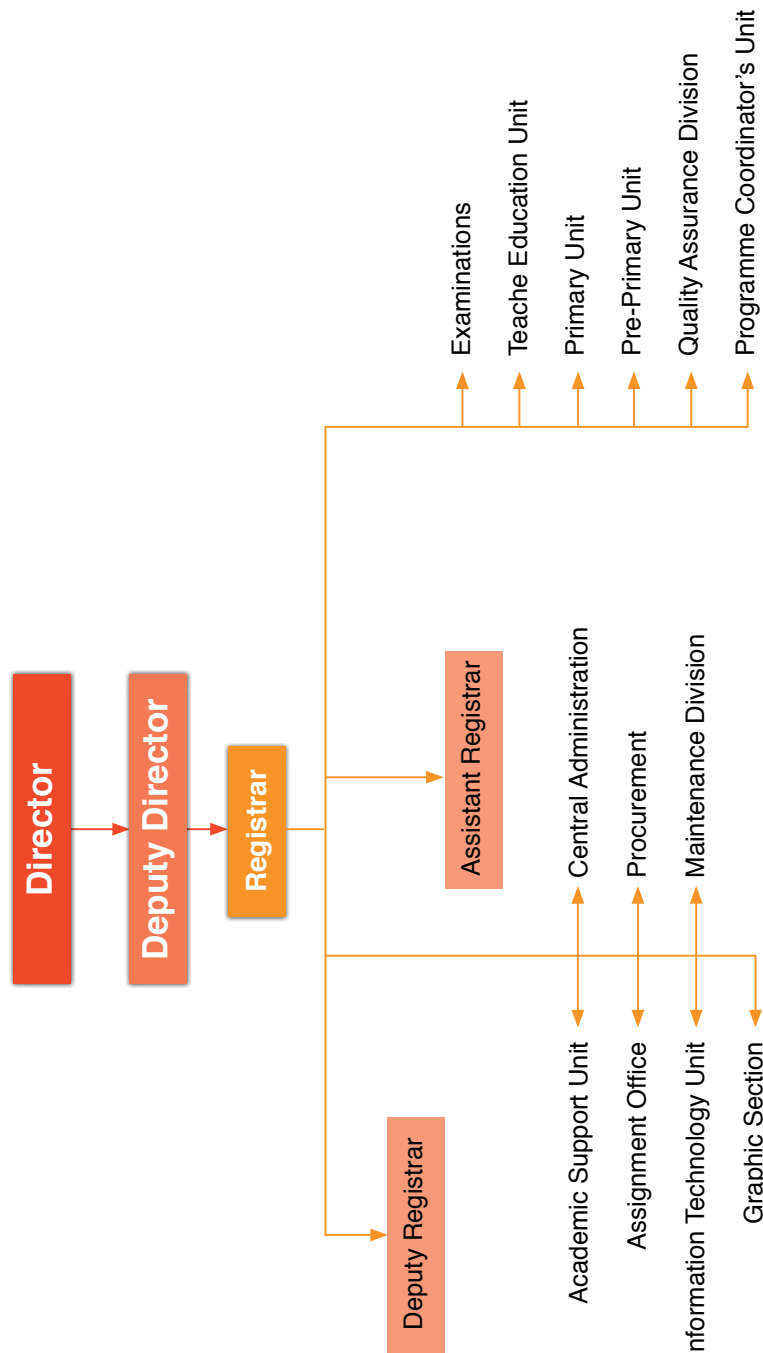 Director
Deputy Director
Registrar
Deputy Registrar
Assistant Registrar
Academic Support Unit
Assignment Office
nformation Technology Unit
Graphic Section
Central Administration
Procurement
Maintenance Division
Examinations
Teache Education Unit
Primary Unit
Pre-Primary Unit
Quality Assurance Division
Programme Coordinator's Unit